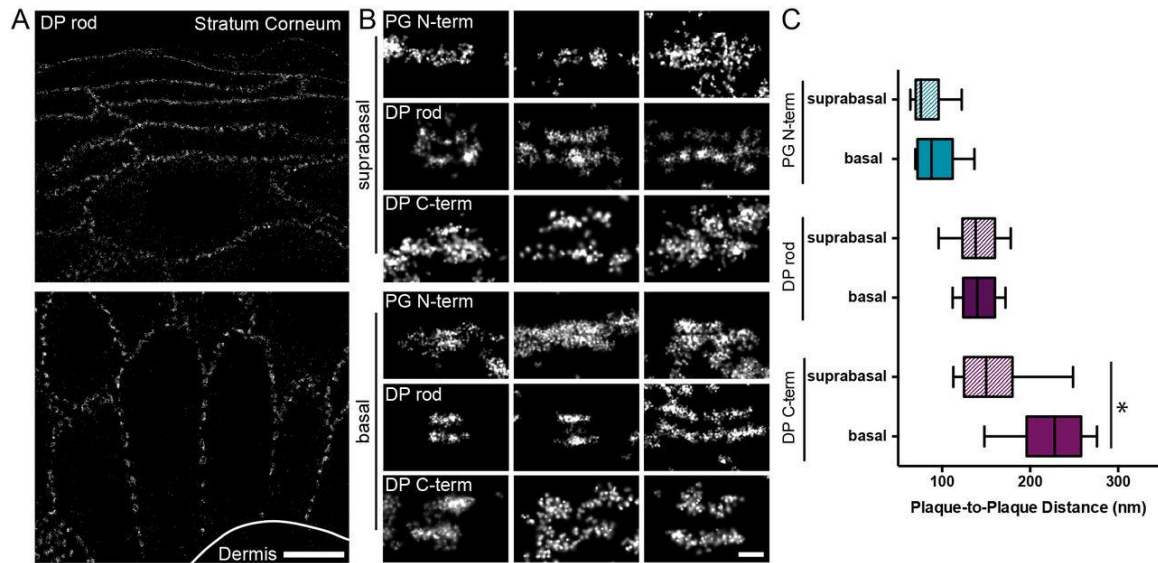 A
DP rod
Stratum Corneum
Dermis
B
suprabasal
PG N-term
DP rod
DP C-term
basal
PG N-term
DP rod
DP C-term
C
PG N-term
suprabasal
basal
DP rod
suprabasal
basal
DP C-term
suprabasal
basal
*
100 200 300
Plaque-to-Plaque Distance (nm)